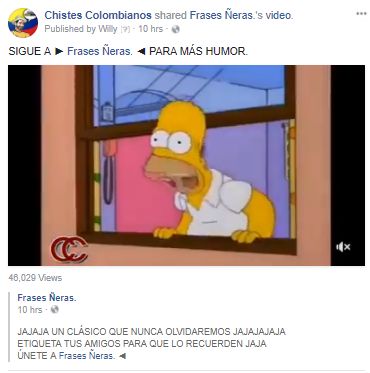 Chistes Colombianos shared Frases Ñeras.'s video.
Published by Willy [?] · 10 hrs ·
SIGUE A ► Frases Ñeras. ◄ PARA MÁS HUMOR.
CC
46,029 Views
Frases Ñeras.
10 hrs ·
JAJAJA UN CLÁSICO QUE NUNCA OLVIDAREMOS JAJAJAJAJA
ETIQUETA TUS AMIGOS PARA QUE LO RECUERDEN JAJA
ÚNETE A Frases Ñeras. ◄